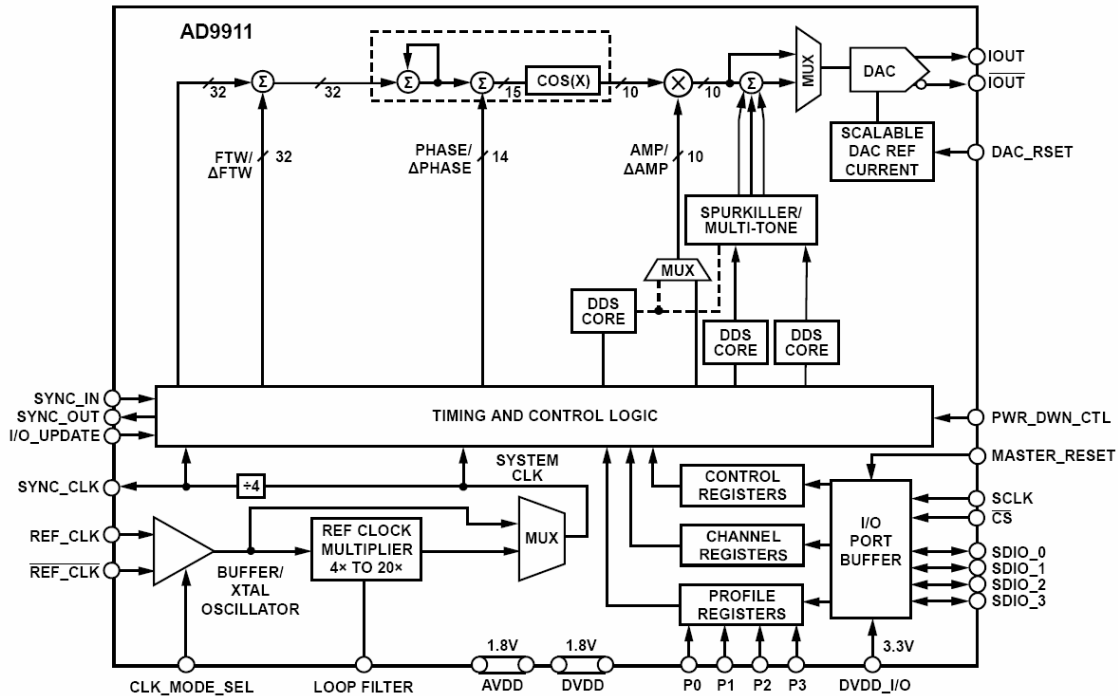 AD9911
Σ
Σ
Σ
Σ
32
32
15
COS(X)
10
×
10
MUX
DAC
IOUT
IOUT
SCALABLE
DAC REF
CURRENT
DAC_RSET
FTW/
ΔFTW
32
PHASE/
ΔPHASE
14
AMP/
ΔAMP
10
SPURKILLER/
MULTI-TONE
MUX
DDS
CORE
DDS
CORE
DDS
CORE
SYNC_IN
SYNC_OUT
I/O_UPDATE
TIMING AND CONTROL LOGIC
PWR_DWN_CTL
MASTER_RESET
SYNC_CLK
÷4
SYSTEM
CLK
CONTROL
REGISTERS
I/O
PORT
BUFFER
SCLK
CS
REF_CLK
REF_CLK
BUFFER/
XTAL
OSCILLATOR
REF CLOCK
MULTIPLIER
4× TO 20×
MUX
CHANNEL
REGISTERS
SDIO_0
SDIO_1
SDIO_2
SDIO_3
PROFILE
REGISTERS
1.8V
1.8V
3.3V
CLK_MODE_SEL
LOOP FILTER
AVDD
DVDD
P0
P1
P2
P3
DVDD_I/O